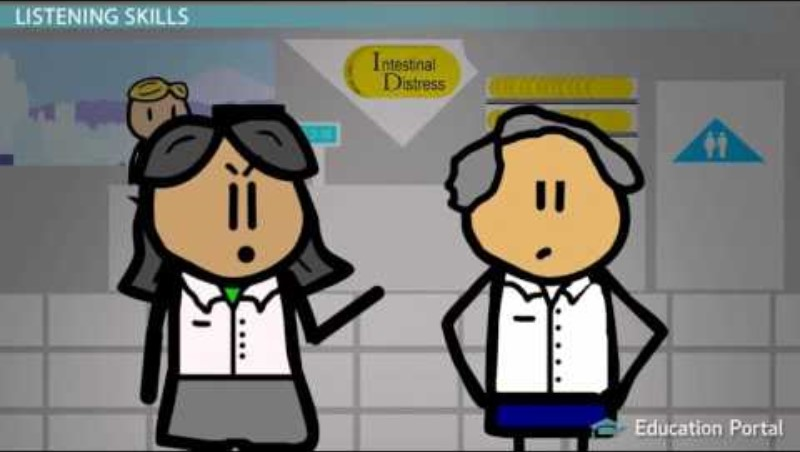 LISTENING SKILLS
Intestinal
Distress
Education Portal